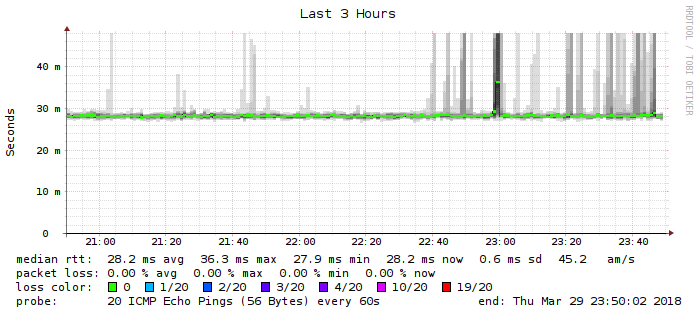 Last 3 Hours
RRDTOOL / TOBI OETIKER
Seconds
40 m
30 m
20 m
10 m
0
21:00 21:20 21:40 22:00 22:20 22:40 23:00 23:20 23:40
median rtt: 28.2 ms avg 36.3 ms max 27.9 ms min 28.2 ms now 0.6 ms sd 45.2 am/s
packet loss: 0.00 % avg 0.00 % max 0.00 % min 0.00 % now
loss color: 0 1/20 2/20 3/20 4/20 10/20 19/20
probe: 20 ICMP Echo Pings (56 Bytes) every 60s end: Thu Mar 29 23:50:02 2018